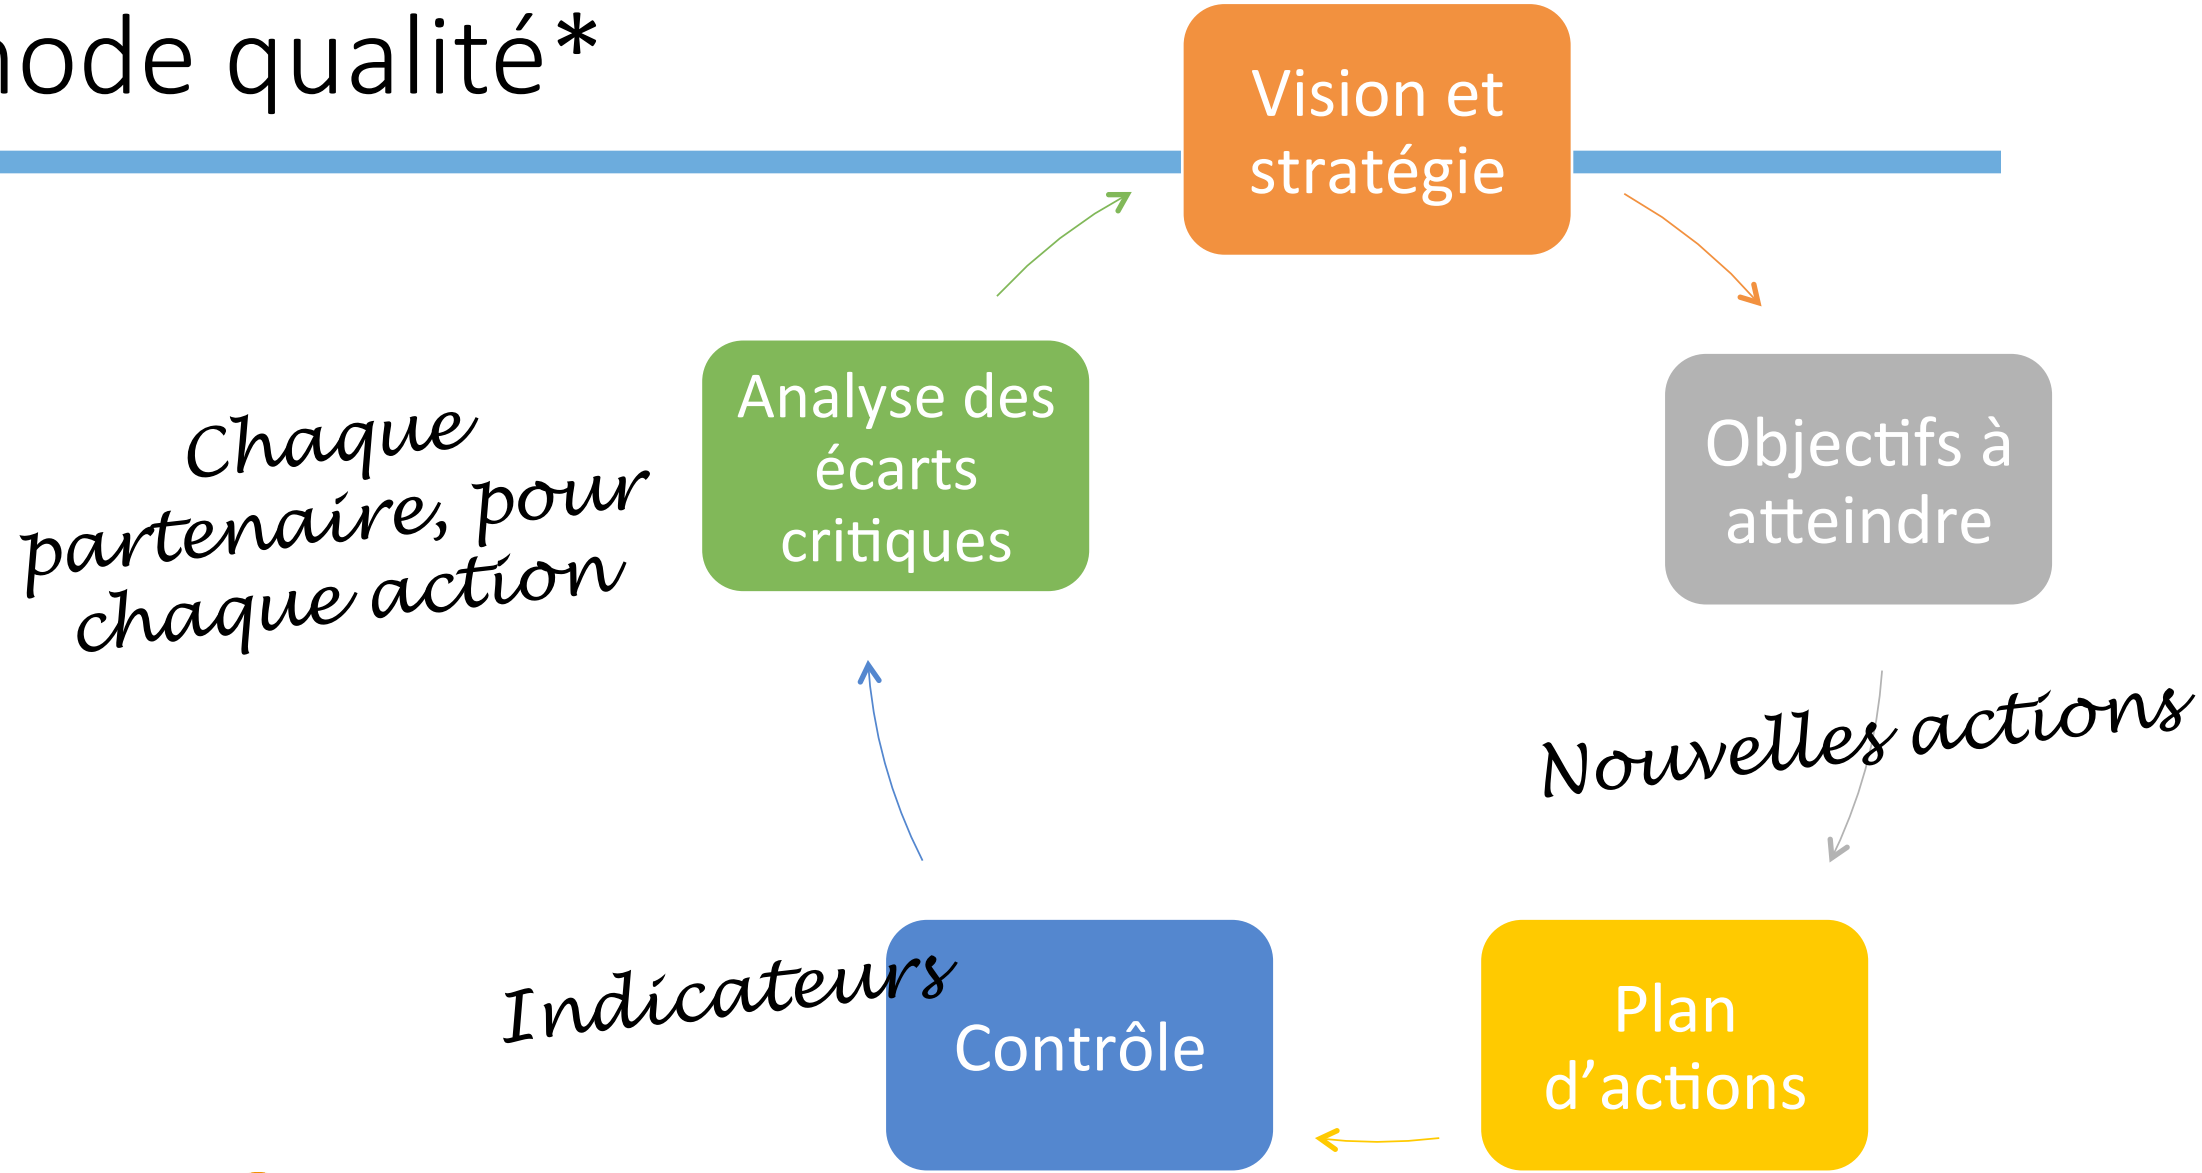 qualité*
Vision et
stratégie
Analyse des
écarts
critiques
Objectifs à
atteindre
Chaque
partenaire, pour
chaque action
Nouvelles actions
Indicateurs
Contrôle
Plan
d’actions